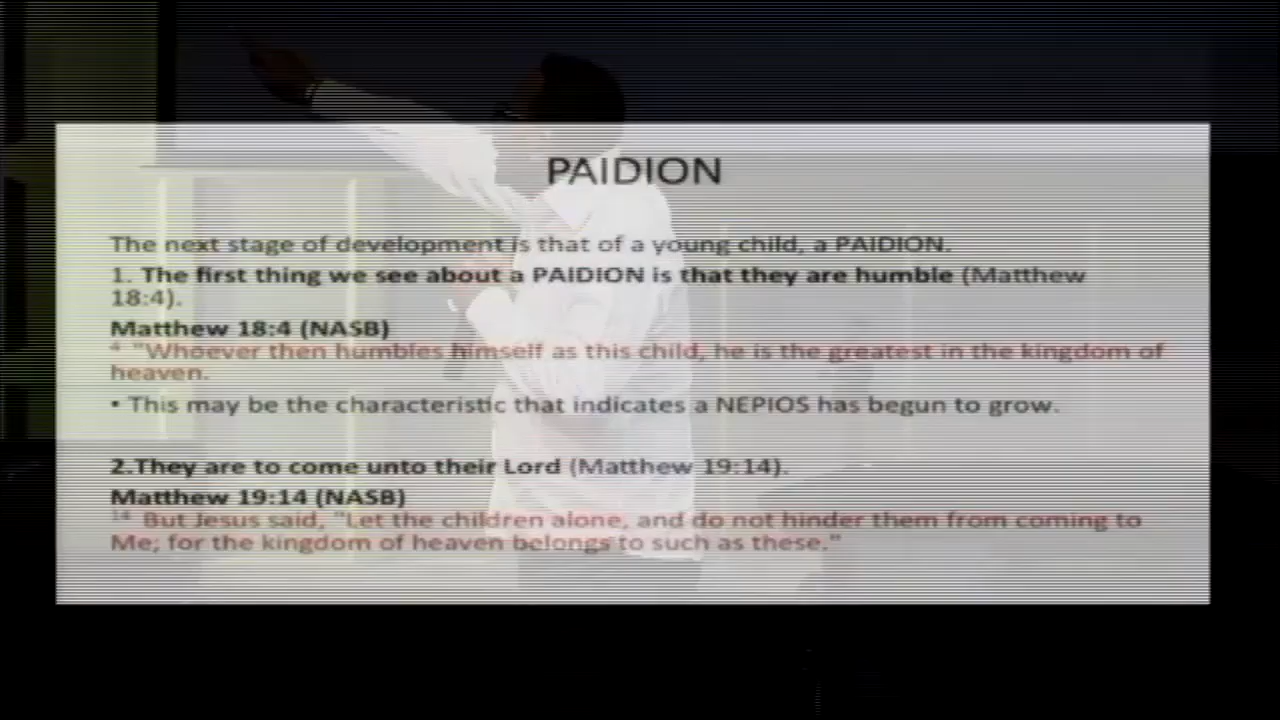 PAIDION
The next stage of development is that of a young child, a PAIDION.
1. The first thing we see about a PAIDION is that they are humble (Matthew
18:4).
Matthew 18:4 (NASB)
4 "Whoever then humbles himself as this child, he is the greatest in the kingdom of
heaven.
• This may be the characteristic that indicates a NEPIOS has begun to grow.
2.They are to come unto their Lord (Matthew 19:14).
Matthew 19:14 (NASB)
14 But Jesus said, "Let the children alone, and do not hinder them from coming to
Me; for the kingdom of heaven belongs to such as these."